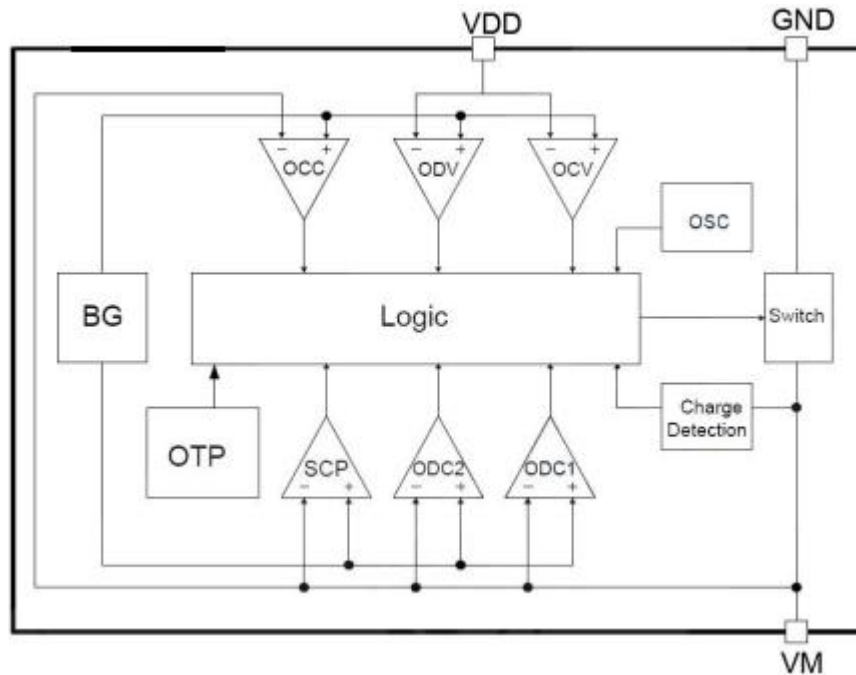 VDD
GND
- +
- +
- +
OCC
ODV
OCV
OSC
BG
Logic
Switch
Charge
Detection
OTP
SCP
ODC2
ODC1
- +
- +
- +
VM